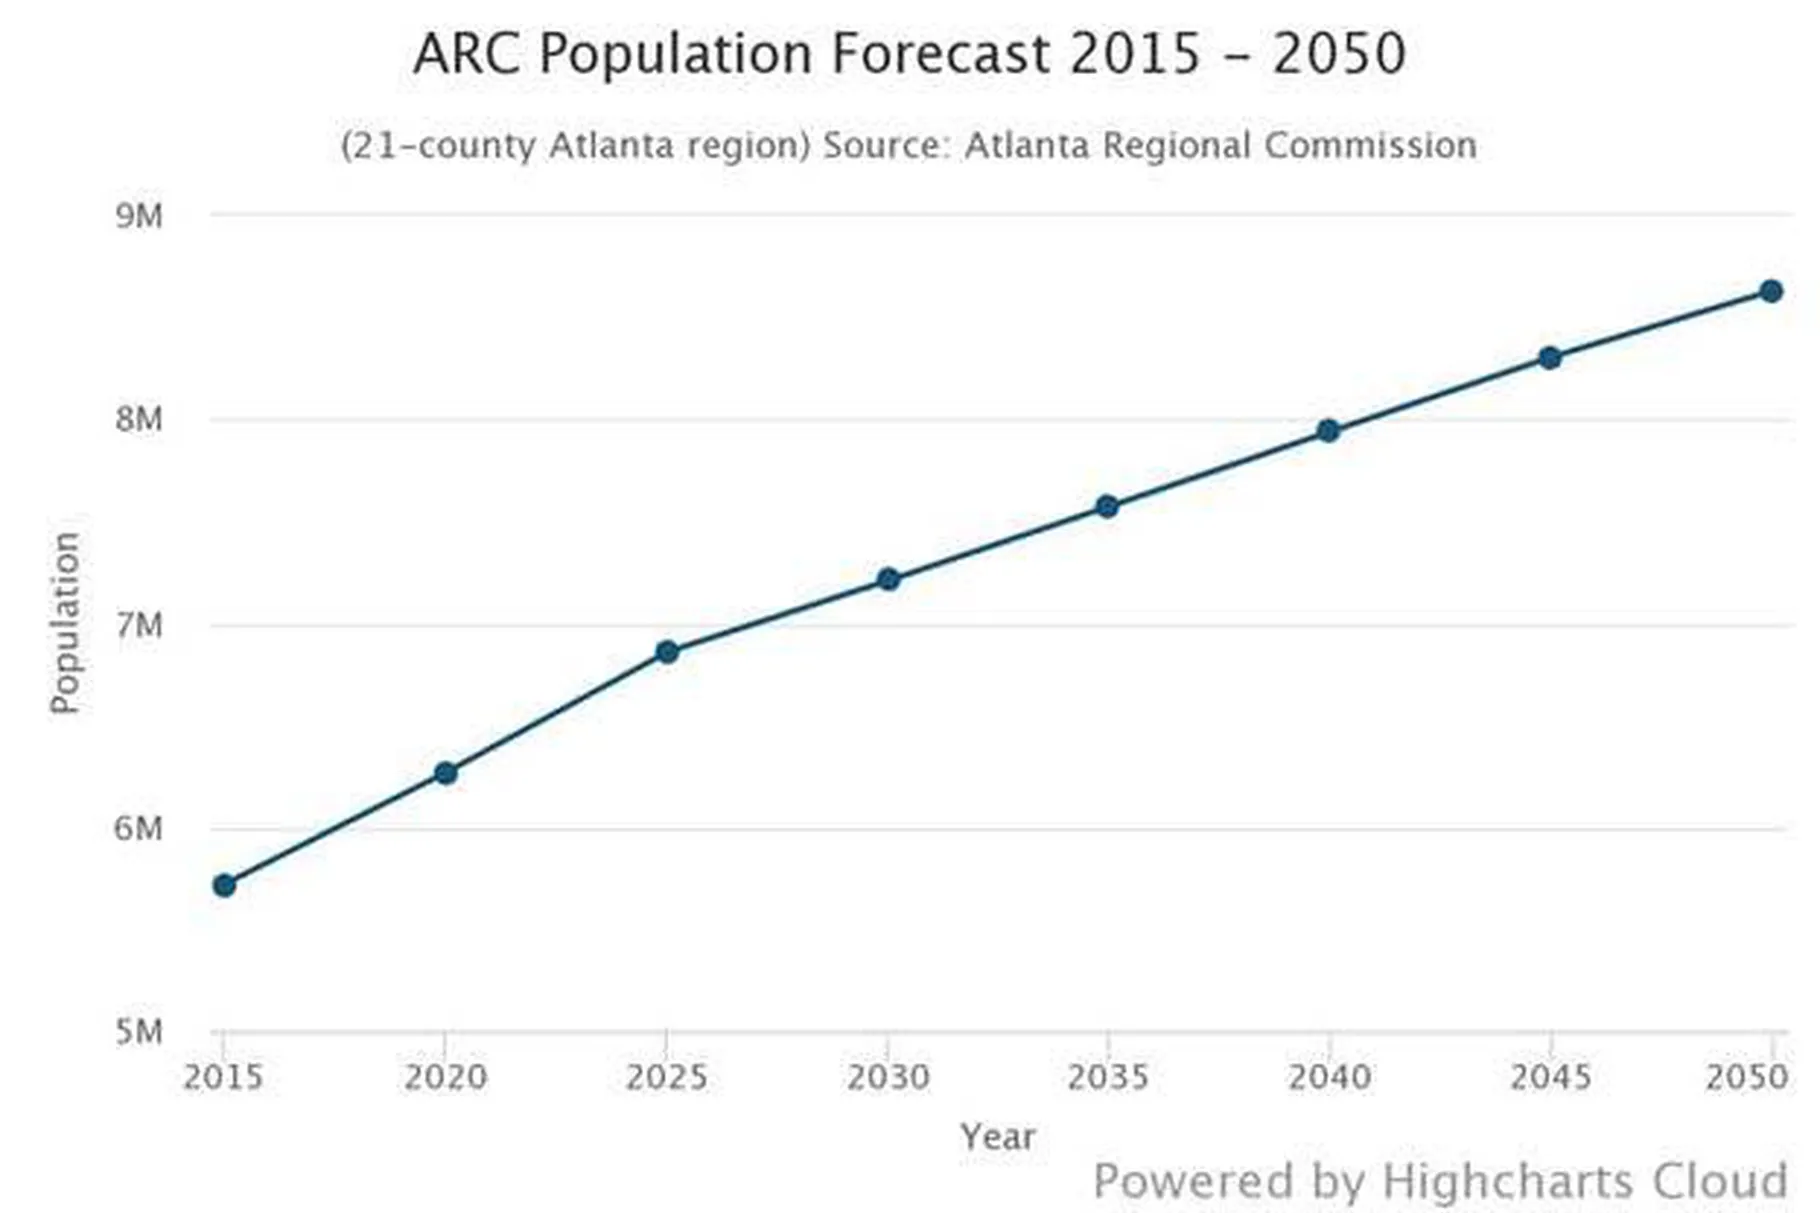 ARC Population Forecast 2015 – 2050
(21-county Atlanta region) Source: Atlanta Regional Commission
9M
8M
7M
6M
5M
Population
2015 2020 2025 2030 2035 2040 2045 2050
Year
Powered by Highcharts Cloud